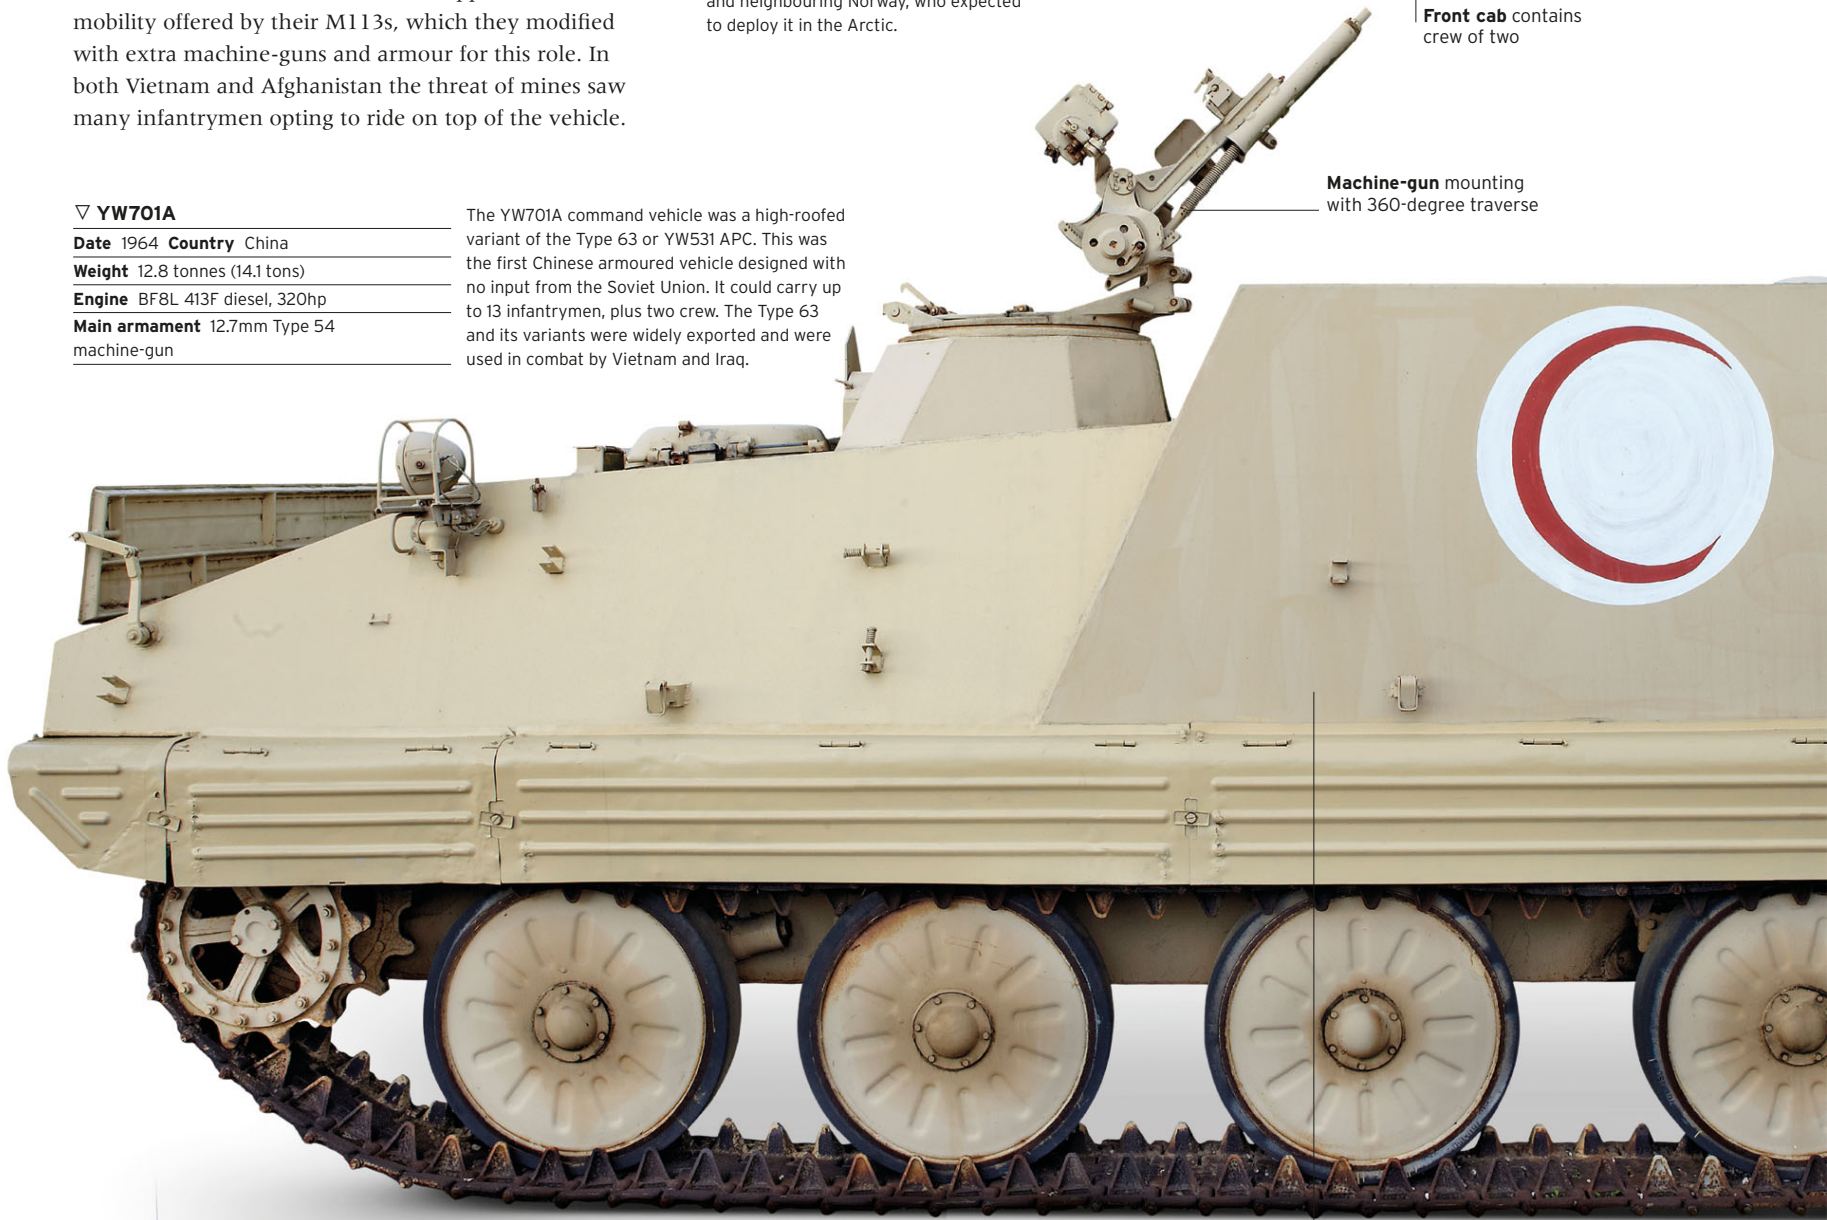 mobility offered by their M113s, which they modified
with extra machine-guns and armour for this role. In
both Vietnam and Afghanistan the threat of mines saw
many infantrymen opting to ride on top of the vehicle.
and neighbouring Norway, who expected
to deploy it in the Arctic.
Front cab contains
crew of two
Machine-gun mounting
with 360-degree traverse
▽ YW701A
Date 1964 Country China
Weight 12.8 tonnes (14.1 tons)
Engine BF8L 413F diesel, 320hp
Main armament 12.7mm Type 54
machine-gun
The YW701A command vehicle was a high-roofed
variant of the Type 63 or YW531 APC. This was
the first Chinese armoured vehicle designed with
no input from the Soviet Union. It could carry up
to 13 infantrymen, plus two crew. The Type 63
and its variants were widely exported and were
used in combat by Vietnam and Iraq.